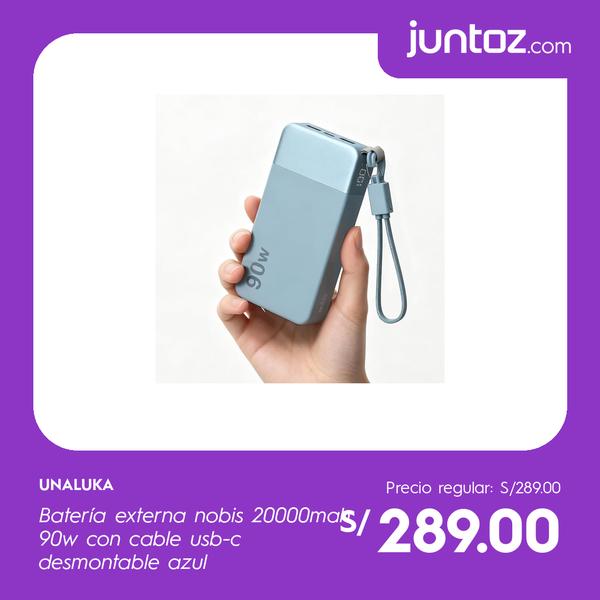 juntoz.com
90w
UNALUKA
Batería externa nobis 20000mah
90w con cable usb-c
desmontable azul
Precio regular: S/289.00
S/ 289.00